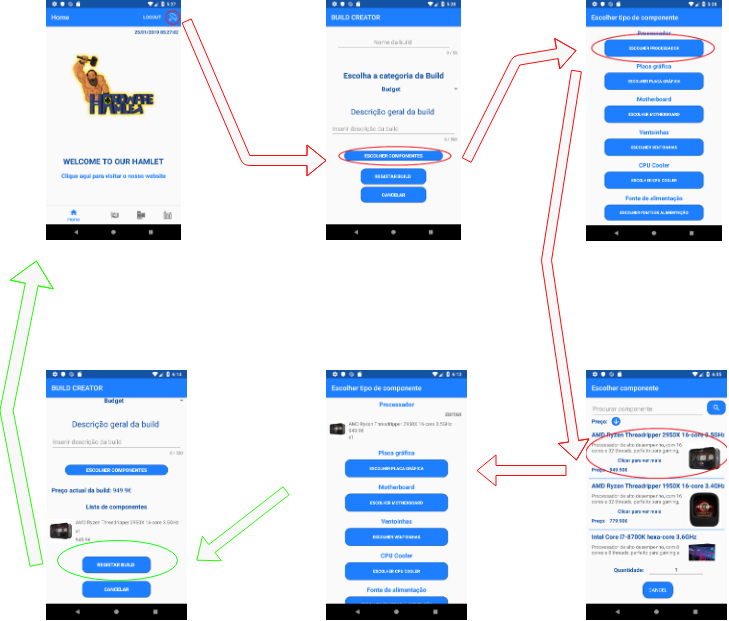 5:27
Home
LOGOUT
25/01/2019 05:27:02
HARDWARE
HAMLET
WELCOME TO OUR HAMLET
Clique aqui para visitar o nosso website
Home
BUILD CREATOR
Nome da build
0 / 50
Escolha a categoria da Build
Budget
Descrição geral da build
Inserir descrição da build
ESCOLHER COMPONENTES
REGISTAR BUILD
CANCELAR
Escolher tipo de componente
Processador
ESCOLHER PROCESSADOR
Placa gráfica
ESCOLHER PLACA GRÁFICA
Motherboard
ESCOLHER MOTHERBOARD
Ventoinhas
ESCOLHER VENTOINHAS
CPU Cooler
ESCOLHER CPU COOLER
Fonte de alimentação
ESCOLHER FONTE DE ALIMENTAÇÃO
6:14
BUILD CREATOR
Budget
Descrição geral da build
Inserir descrição da build
ESCOLHER COMPONENTES
Preço actual da build: 949.9€
Lista de componentes
AMD Ryzen Threadripper 2950X 16-core 3.5GHz
x1
949.9€
REGISTAR BUILD
CANCELAR
6:13
Escolher tipo de componente
Processador
EDITAR
AMD Ryzen Threadripper 2950X 16-core 3.5GHz
949.9€
x1
Placa gráfica
ESCOLHER PLACA GRÁFICA
Motherboard
ESCOLHER MOTHERBOARD
Ventoinhas
ESCOLHER VENTOINHAS
CPU Cooler
ESCOLHER CPU COOLER
Fonte de alimentação
Escolher componente
Procurar componente
Preço:
AMD Ryzen Threadripper 2950X 16-core 3.5GHz
Processador de alto desempenho, com 16
cores e 32 threads, perfeito para gaming.
Clicar para ver mais
Preço: 949.90€
AMD Ryzen Threadripper 1950X 16-core 3.4GHz
Processador de alto desempenho, com 16
cores e 32 threads, perfeito para gaming.
Clicar para ver mais
Preço: 779.90€
Intel Core i7-8700K hexa-core 3.6GHz
Quantidade:
1
CANCEL